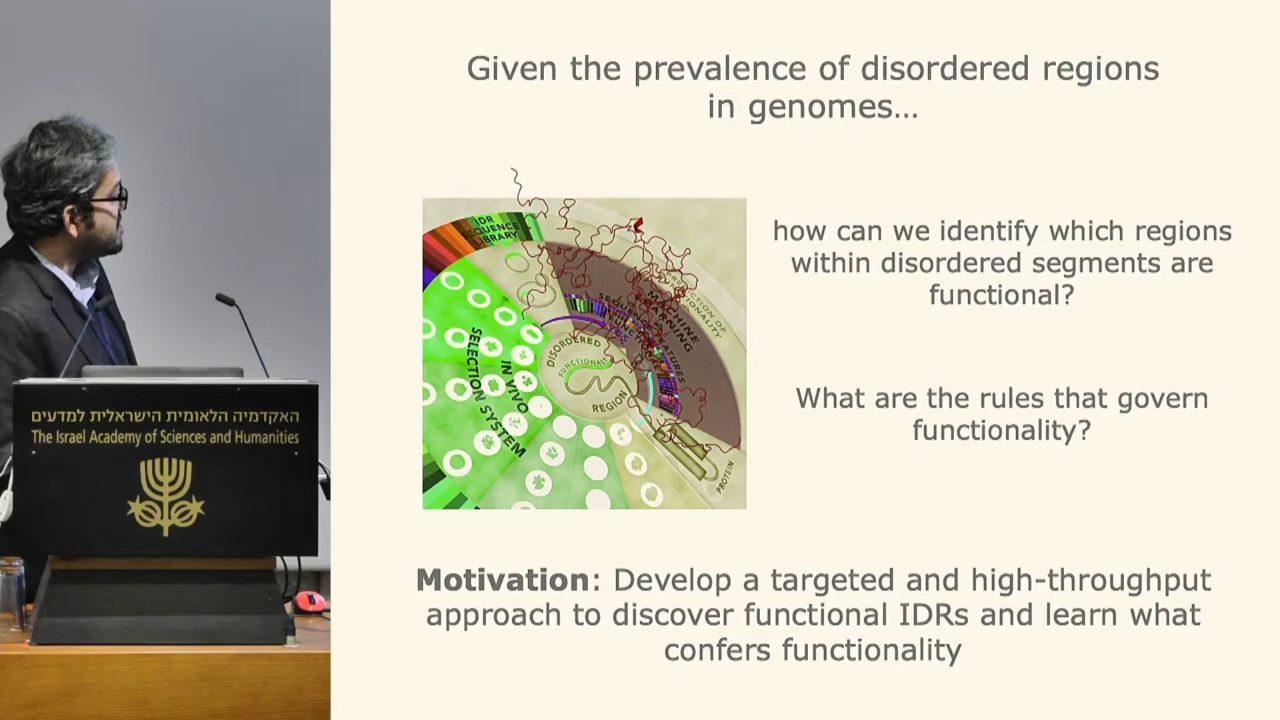 Given the prevalence of disordered regions
in genomes…
IDR
SEQUENCE
LIBRARY
MACHINE
LEARNING
DISORDERED
FUNCTIONAL
REGION
IN VIVO
SELECTION SYSTEM
PROTEIN
how can we identify which regions
within disordered segments are
functional?
What are the rules that govern
functionality?
Motivation: Develop a targeted and high-throughput
approach to discover functional IDRs and learn what
confers functionality
האקדמיה הלאומית הישראלית למדעים
The Israel Academy of Sciences and Humanities